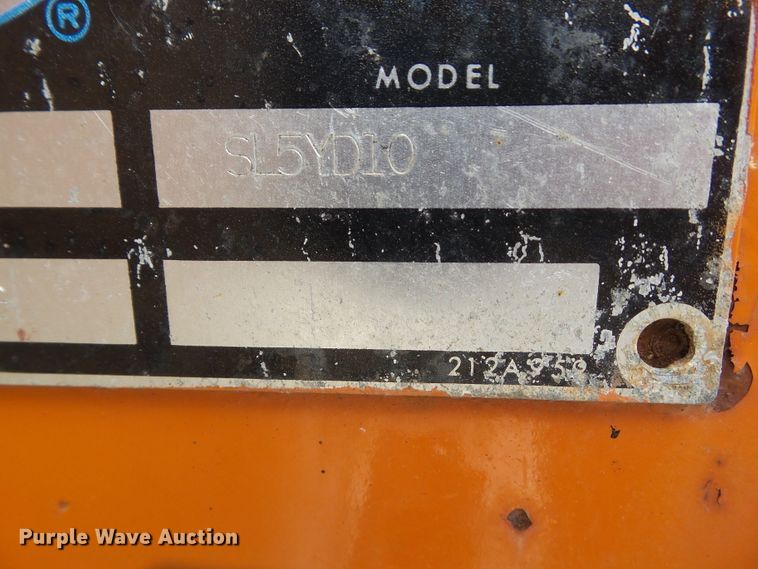 ®
MODEL
SL5YD10
212A959
Purple Wave Auction®